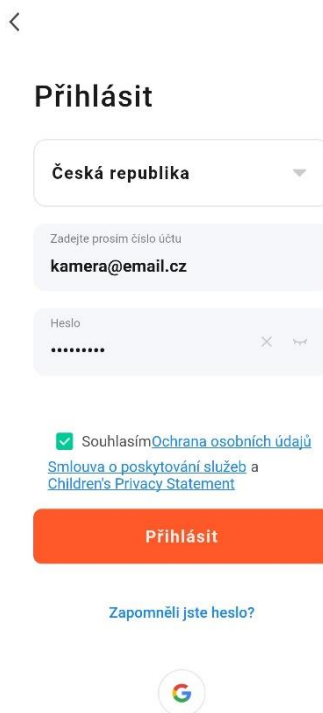 Přihlásit
Česká republika
Zadejte prosím číslo účtu
kamera@email.cz
Heslo
•••••••••
SouhlasímOchrana osobních údajů
Smlouva o poskytování služeb a
Children's Privacy Statement
Přihlásit
Zapomněli jste heslo?